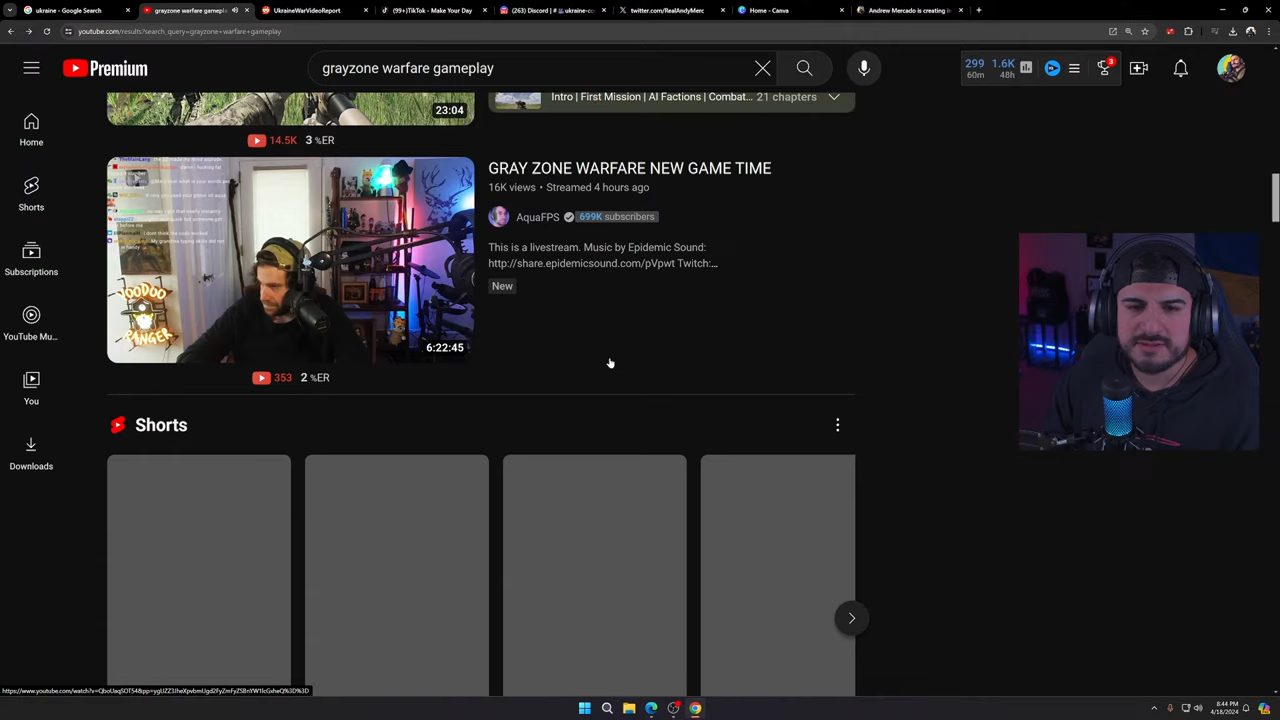 ukraine - Google Search
grayzone warfare gameplay
UkraineWarVideoReport
(99+)TikTok - Make Your Day
(263) Discord | #
twitter.com/RealAndyMerc
Home - Canva
Andrew Mercado is creating
youtube.com/results?search_query=grayzone+warfare+gameplay
Premium
grayzone warfare gameplay
299
1.6K
60m
48h
3
Home
Shorts
Subscriptions
YouTube Mu...
You
Downloads
23:04
Intro | First Mission | AI Factions | Combat...
21 chapters
14.5K 3 %ER
VOODOO
RANGER
6:22:45
GRAY ZONE WARFARE NEW GAME TIME
16K views • Streamed 4 hours ago
AquaFPS
699K subscribers
This is a livestream. Music by Epidemic Sound:
http://share.epidemicsound.com/pVpwt Twitch:...
New
353 2 %ER
Shorts
8:44 PM
4/18/2024